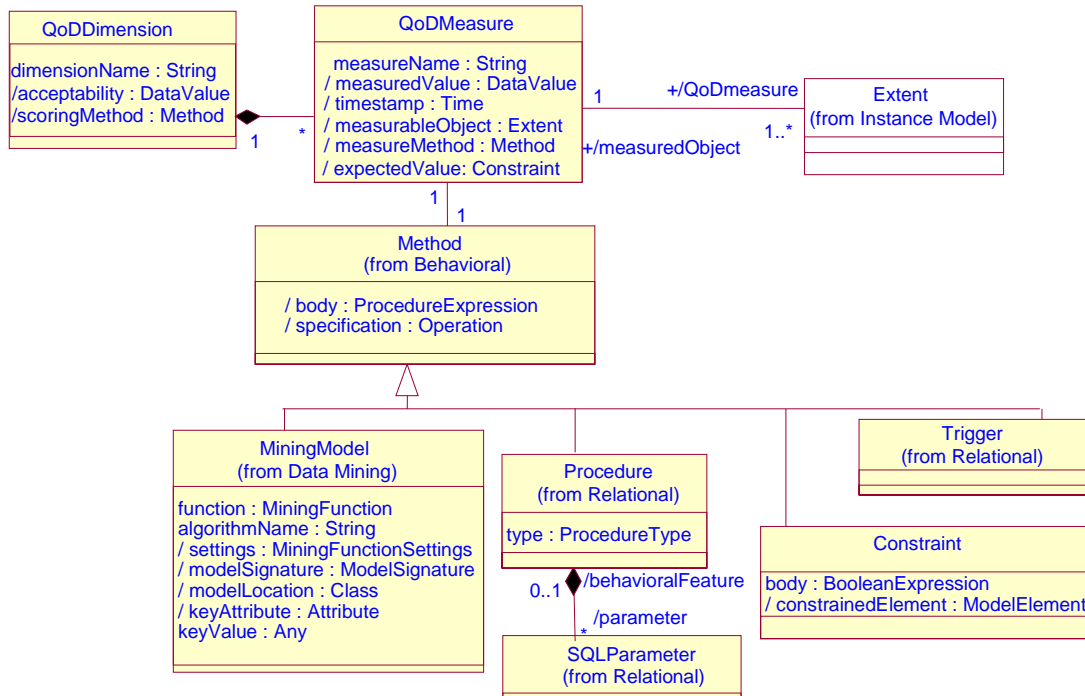 QoDDimension
dimensionName : String
/acceptability : DataValue
/scoringMethod : Method
1
*
QoDMeasure
measureName : String
/ measuredValue : DataValue
/ timestamp : Time
/ measurableObject : Extent
/ measureMethod : Method
/ expectedValue: Constraint
1
+/QoDmeasure
1..*
+/measuredObject
Extent
(from Instance Model)
1
1
Method
(from Behavioral)
/ body : ProcedureExpression
/ specification : Operation
MiningModel
(from Data Mining)
function : MiningFunction
algorithmName : String
/ settings : MiningFunctionSettings
/ modelSignature : ModelSignature
/ modelLocation : Class
/ keyAttribute : Attribute
keyValue : Any
Procedure
(from Relational)
type : ProcedureType
0..1
/behavioralFeature
/parameter
*
SQLParameter
(from Relational)
Trigger
(from Relational)
Constraint
body : BooleanExpression
/ constrainedElement : ModelElement